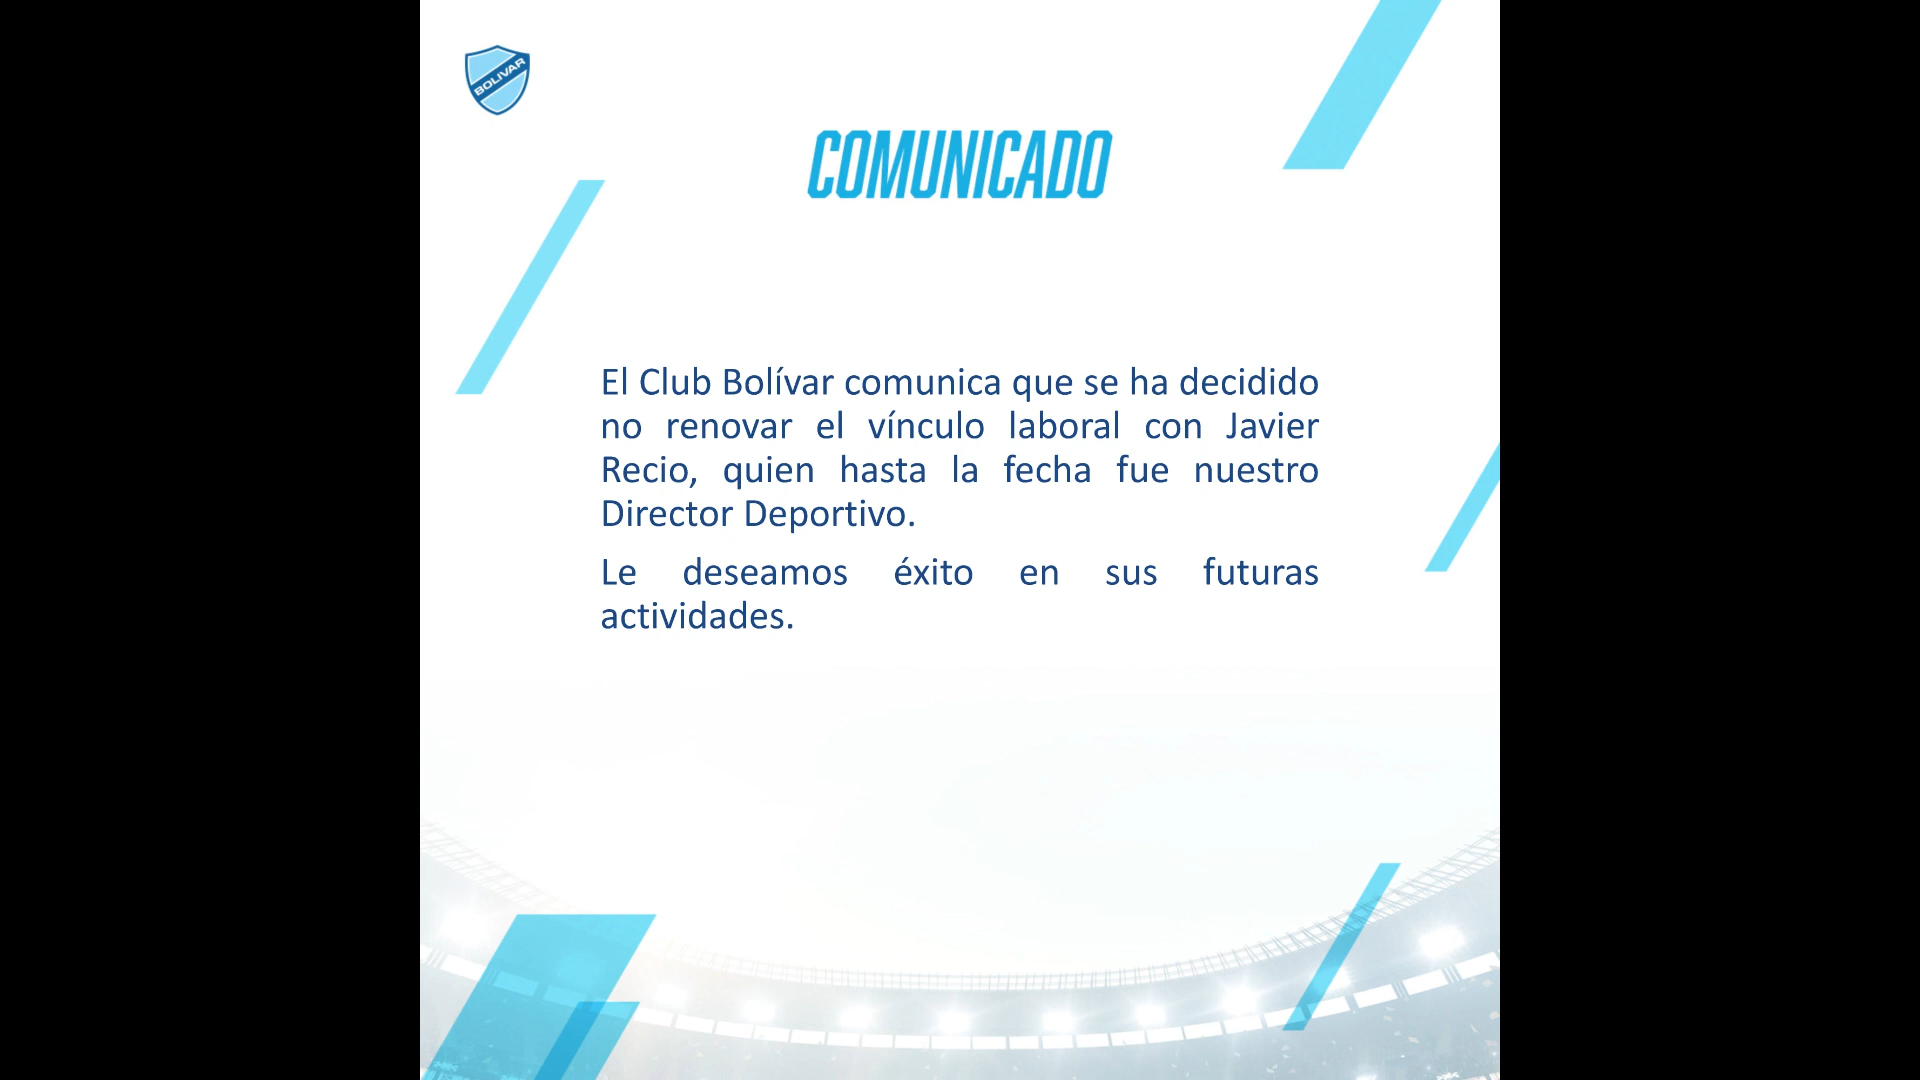 BOLIVAR
COMUNICADO
El Club Bolívar comunica que se ha decidido
no renovar el vínculo laboral con Javier
Recio, quien hasta la fecha fue nuestro
Director Deportivo.
Le deseamos éxito en sus futuras
actividades.